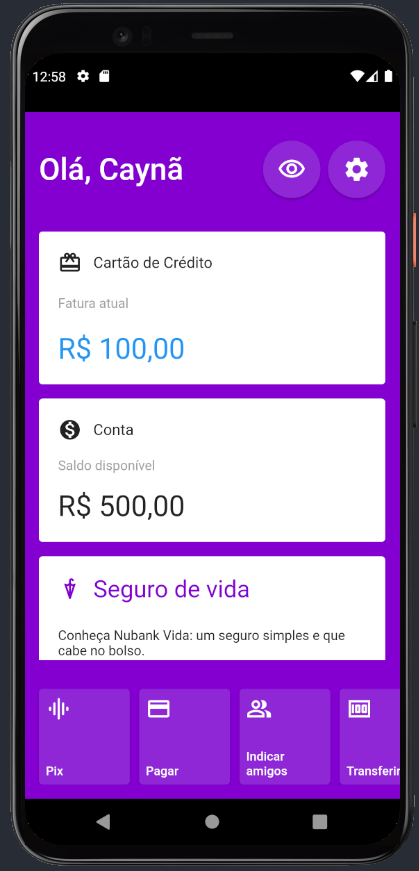 12:58
Olá, Caynã
Cartão de Crédito
Fatura atual
R$ 100,00
Conta
Saldo disponível
R$ 500,00
Seguro de vida
Conheça Nubank Vida: um seguro simples e que
cabe no bolso.
Pix
Pagar
Indicar
amigos
Transferir